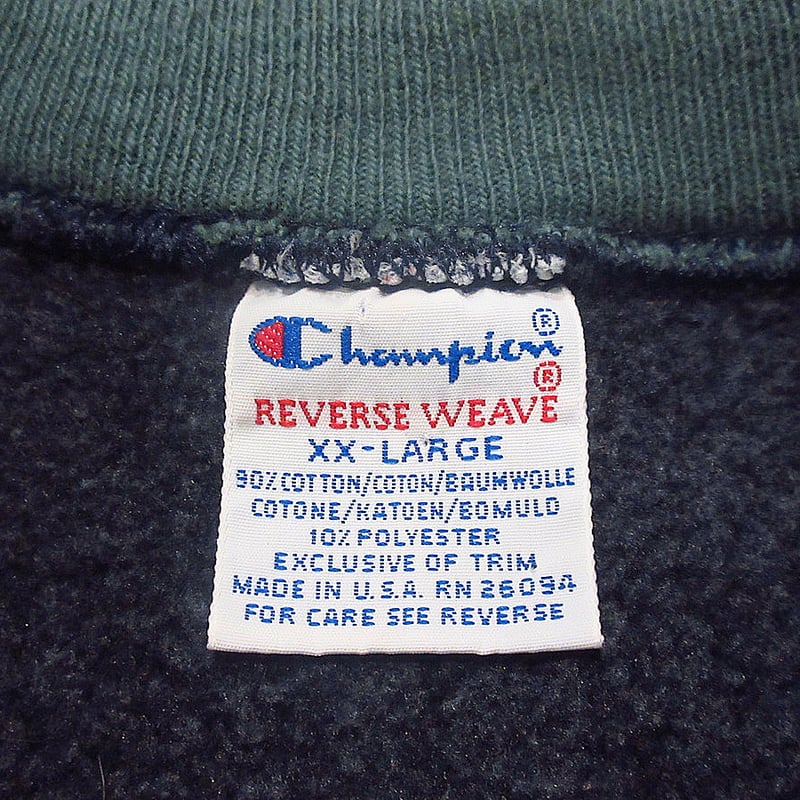 Champion®
®
REVERSE WEAVE
XX-LARGE
90% COTTON/COTON/BAUMWOLLE
COTONE/KATOEN/BOMULD
10% POLYESTER
EXCLUSIVE OF TRIM
MADE IN U.S.A. RN 26094
FOR CARE SEE REVERSE